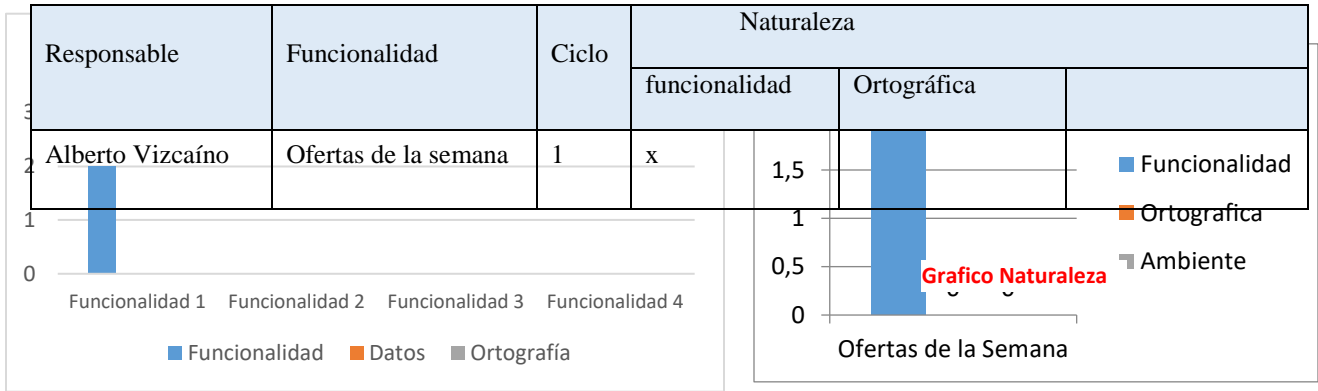 Responsable Funcionalidad Ciclo Naturaleza
funcionalidad Ortográfica
Alberto Vizcaíno Ofertas de la semana 1 x
3
2
1
0
Funcionalidad 1 Funcionalidad 2 Funcionalidad 3 Funcionalidad 4
Funcionalidad Datos Ortografía
1,5
1
0,5
0
Grafico Naturaleza
Ofertas de la Semana
Funcionalidad
Ortografica
Ambiente